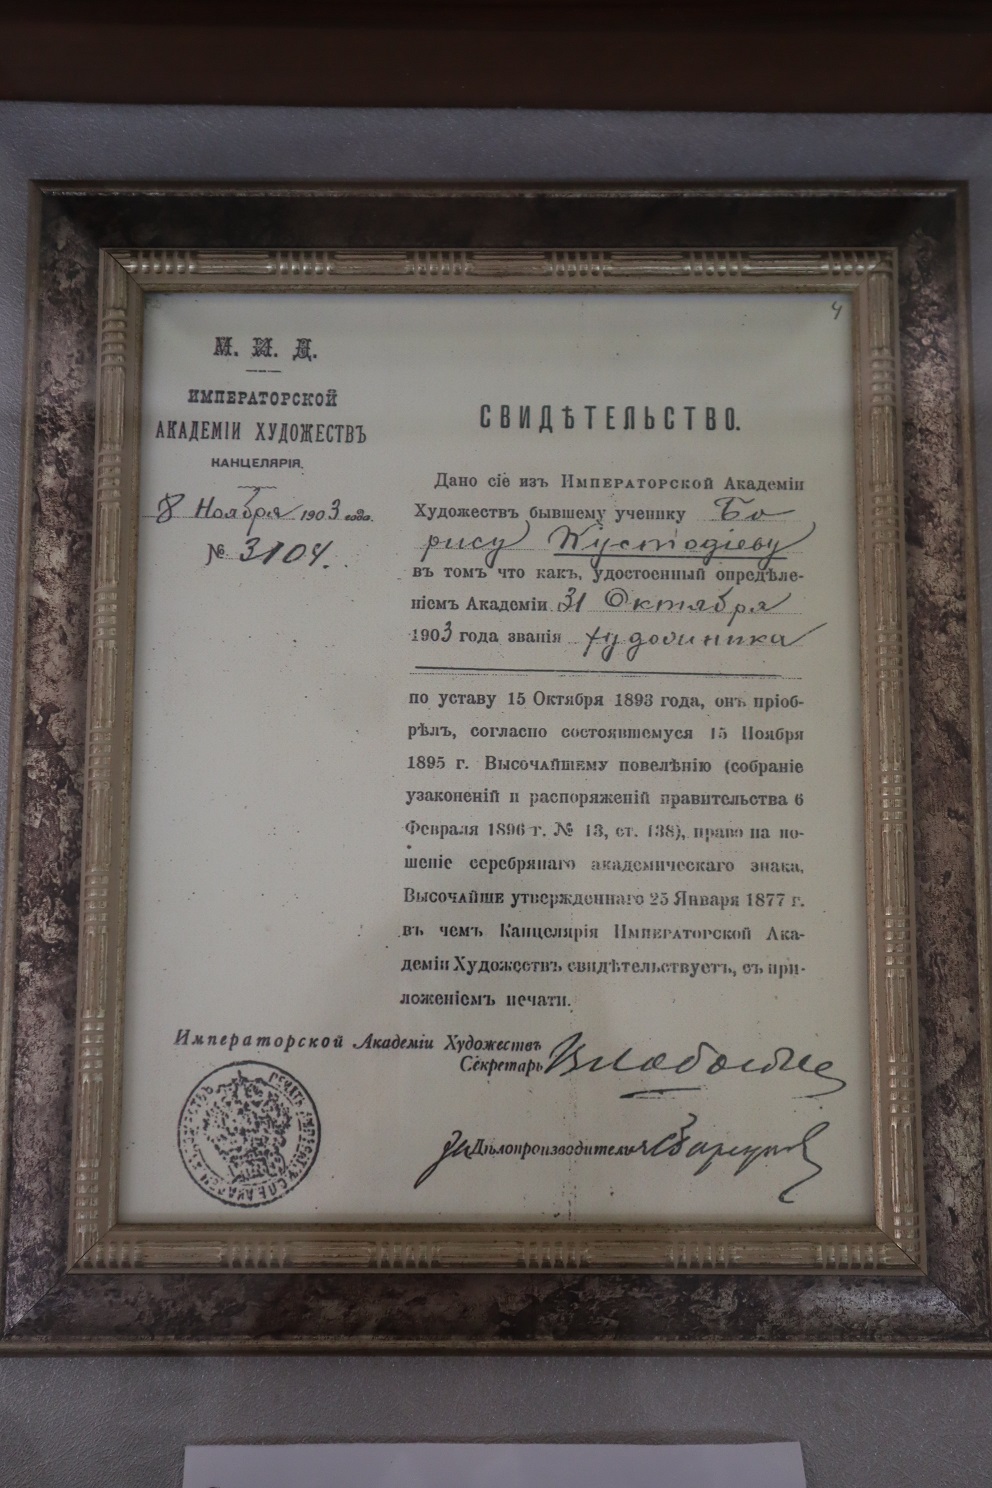 4
М. И. Д.
ИМПЕРАТОРСКОЙ
АКАДЕМІИ ХУДОЖЕСТВЪ
КАНЦЕЛЯРІЯ.
8 Ноября 1903 года.
№ 3104.
СВИДѢТЕЛЬСТВО.
Дано сіе изъ Императорской Академіи
Художествъ бывшему ученику Бо
рису Кустодіеву
въ томъ что какъ, удостоенный опредѣле-
ніемъ Академіи 31 Октября
1903 года званія художника
по уставу 15 Октября 1893 года, онъ пріоб-
рѣлъ, согласно состоявшемуся 15 Ноября
1895 г. Высочайшему повелѣнію (собраніе
узаконеній и распоряженій правительства 6
Февраля 1896 г. № 13, ст. 138), право на но-
шеніе серебрянаго академическаго знака,
Высочайше утвержденнаго 25 Января 1877 г.
въ чемъ Канцелярія Императорской Ака-
деміи Художествъ свидѣтельствуетъ, съ при-
ложеніемъ печати.
Императорской Академіи Художествъ
Секретарь
За Дѣлопроизводителя